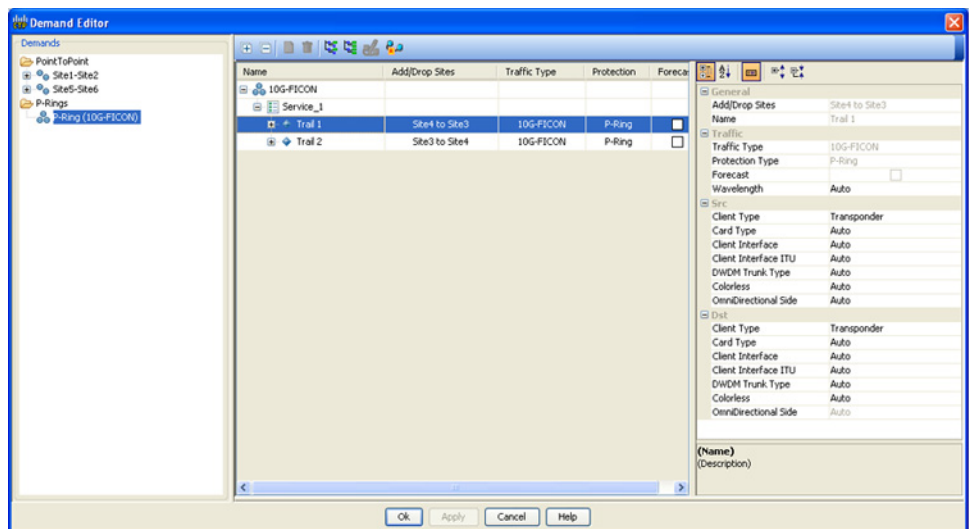 Demand Editor
Demands
PointToPoint
Site1-Site2
Site5-Site6
P-Rings
P-Ring (10G-FICON)
Name Add/Drop Sites Traffic Type Protection Forecas
10G-FICON
Service_1
Trail 1 Site4 to Site3 10G-FICON P-Ring
Trail 2 Site3 to Site4 10G-FICON P-Ring
General
Add/Drop Sites Site4 to Site3
Name Trail 1
Traffic
Traffic Type 10G-FICON
Protection Type P-Ring
Forecast
Wavelength Auto
Src
Client Type Transponder
Card Type Auto
Client Interface Auto
Client Interface ITU Auto
DWDM Trunk Type Auto
Colorless Auto
OmniDirectional Side Auto
Dst
Client Type Transponder
Card Type Auto
Client Interface Auto
Client Interface ITU Auto
DWDM Trunk Type Auto
Colorless Auto
OmniDirectional Side Auto
(Name)
(Description)
Ok Apply Cancel Help